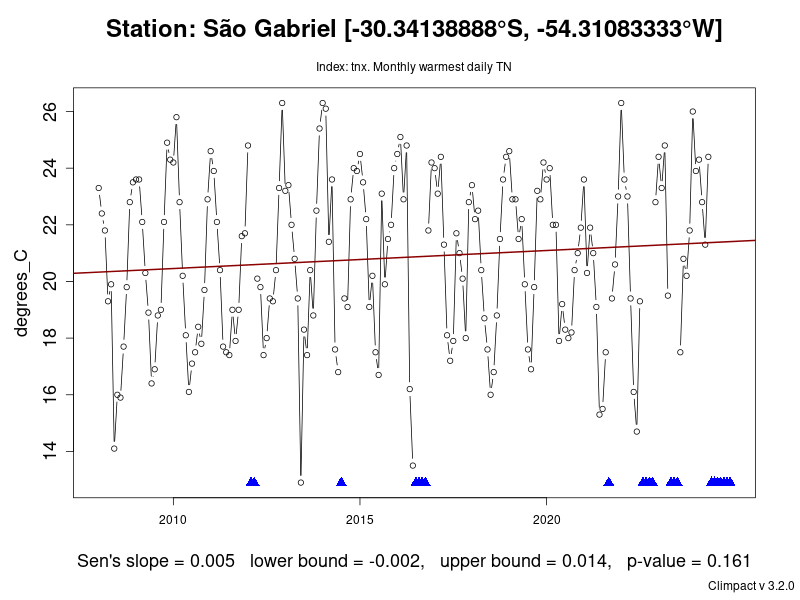 Station: São Gabriel [-30.34138888°S, -54.31083333°W]
Index: tnx. Monthly warmest daily TN
degrees_C
26
24
22
20
18
16
14
2010
2015
2020
Sen's slope = 0.005 lower bound = -0.002, upper bound = 0.014, p-value = 0.161
Climpact v 3.2.0